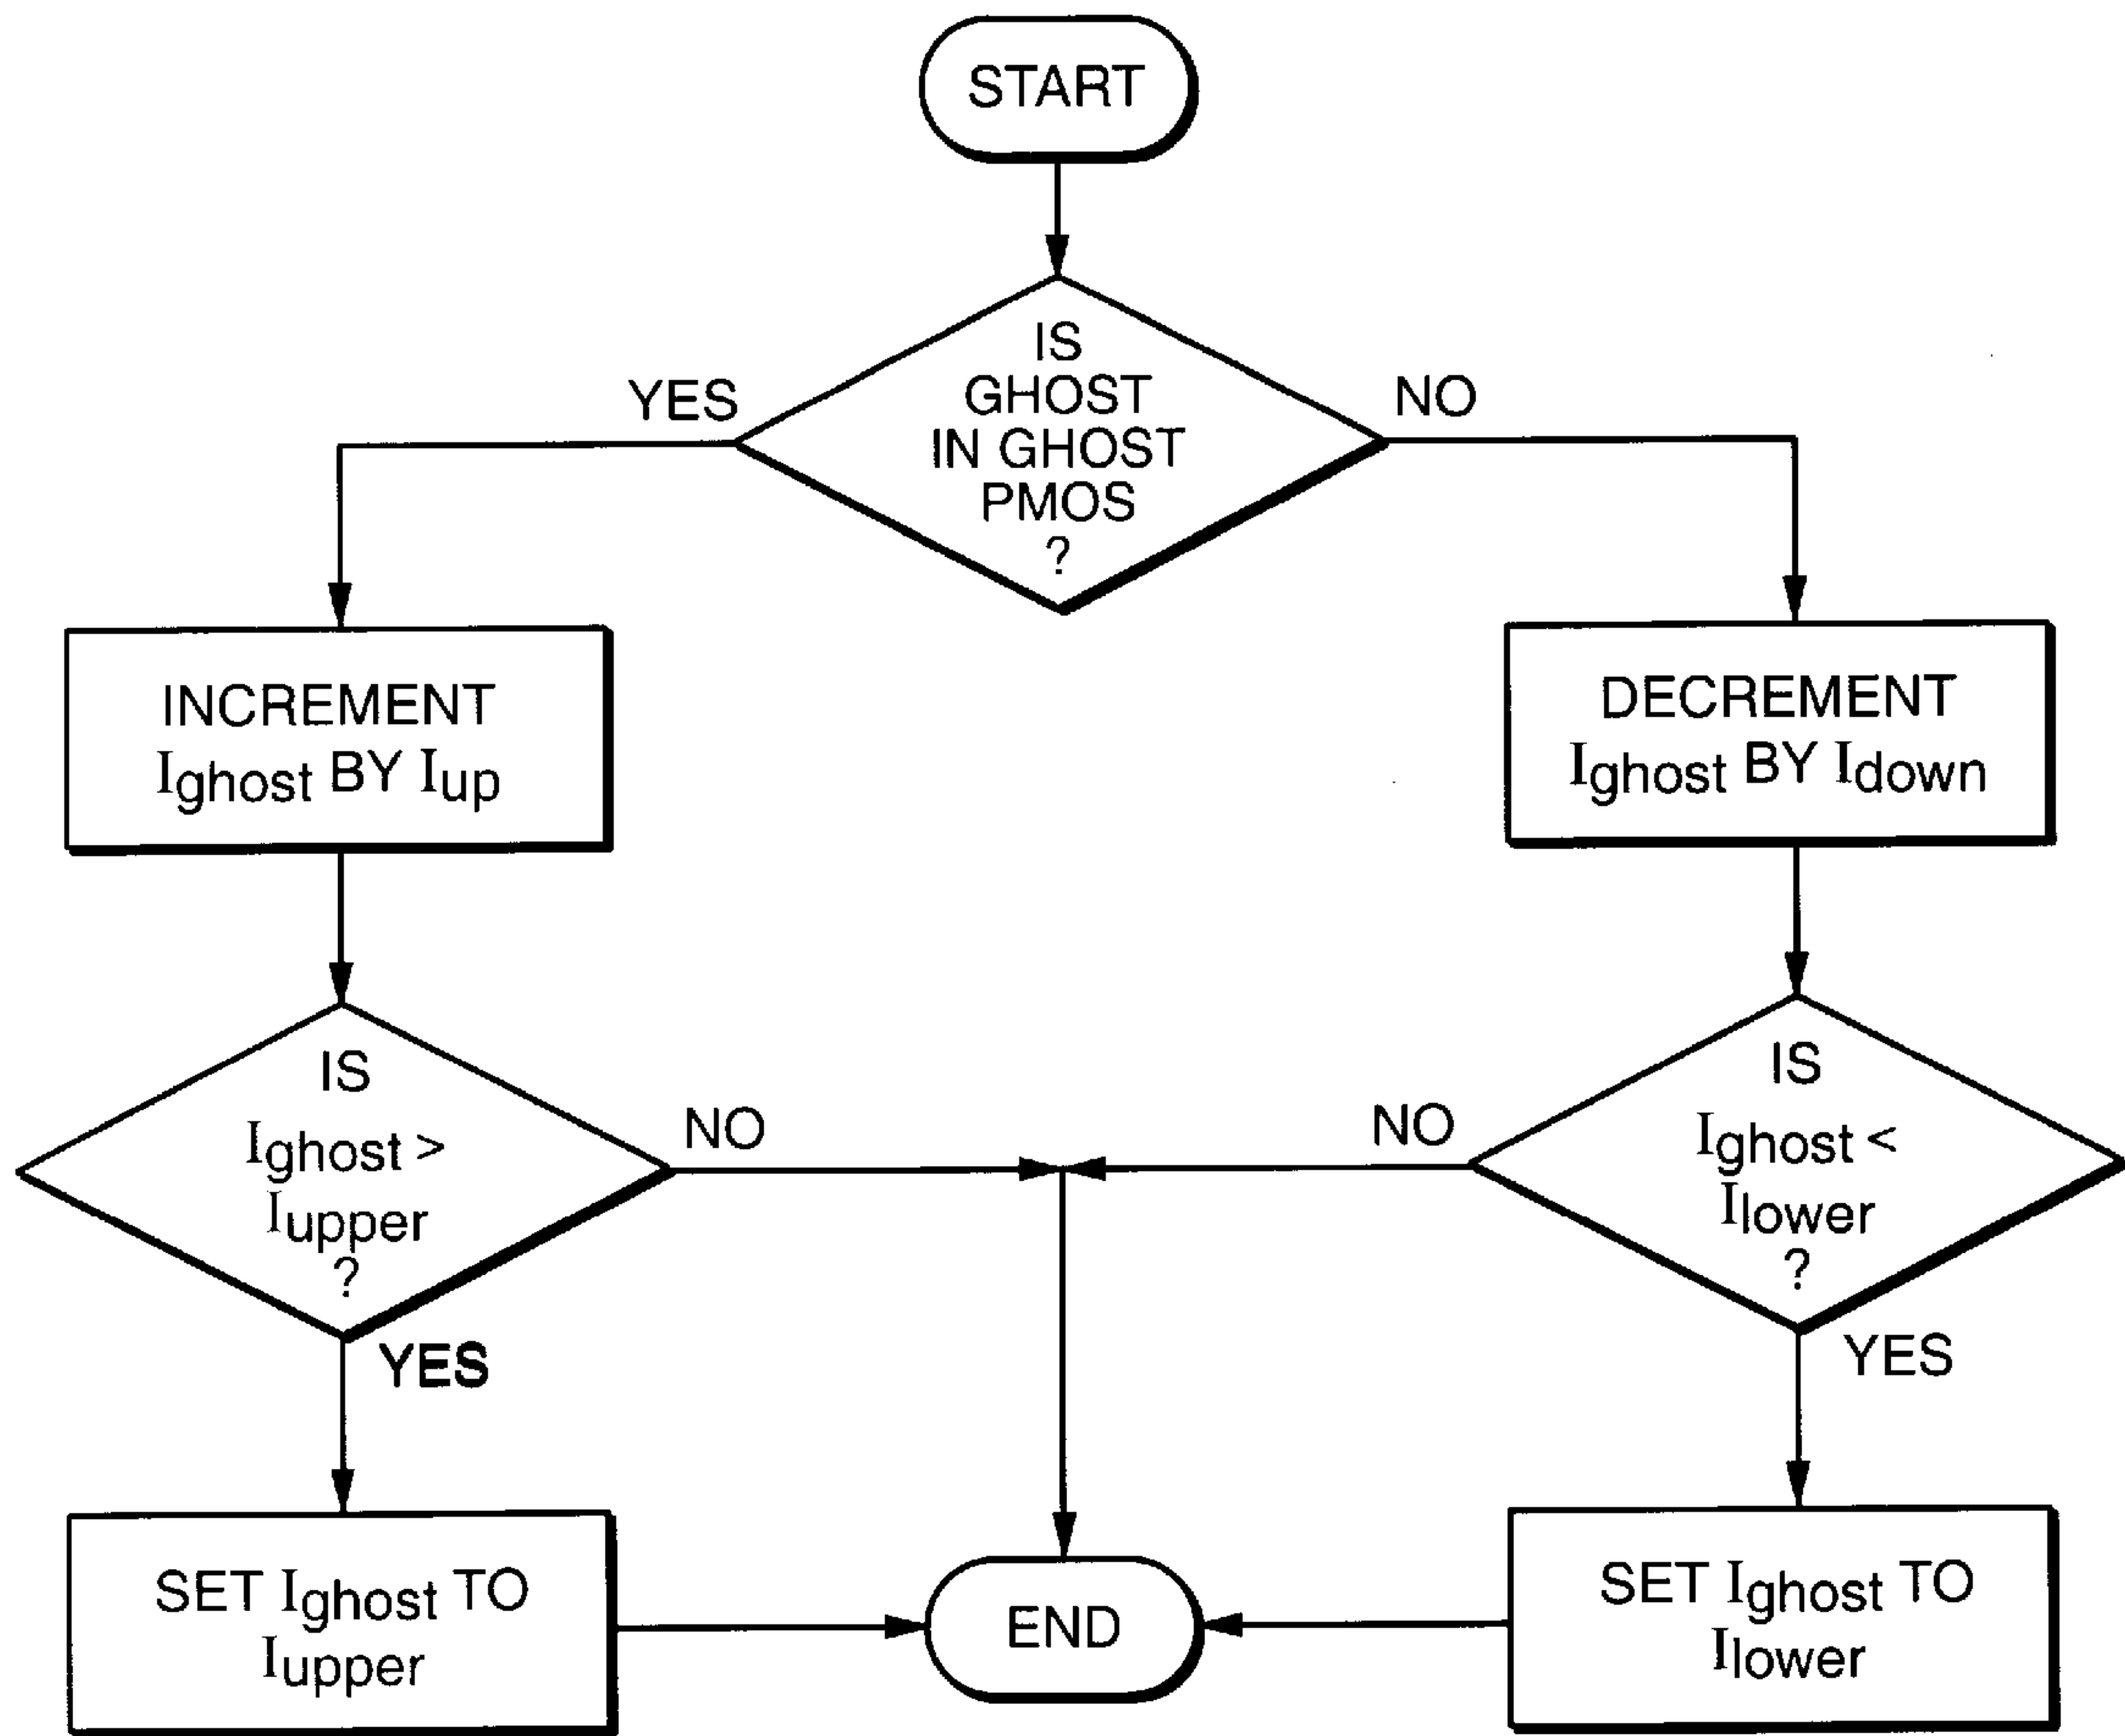 START
IS
GHOST
IN GHOST
PMOS
?
YES
NO
INCREMENT
Ighost BY Iup
DECREMENT
Ighost BY Idown
IS
Ighost >
Iupper
?
NO
YES
IS
Ighost <
Ilower
?
NO
YES
SET Ighost TO
Iupper
END
SET Ighost TO
Ilower